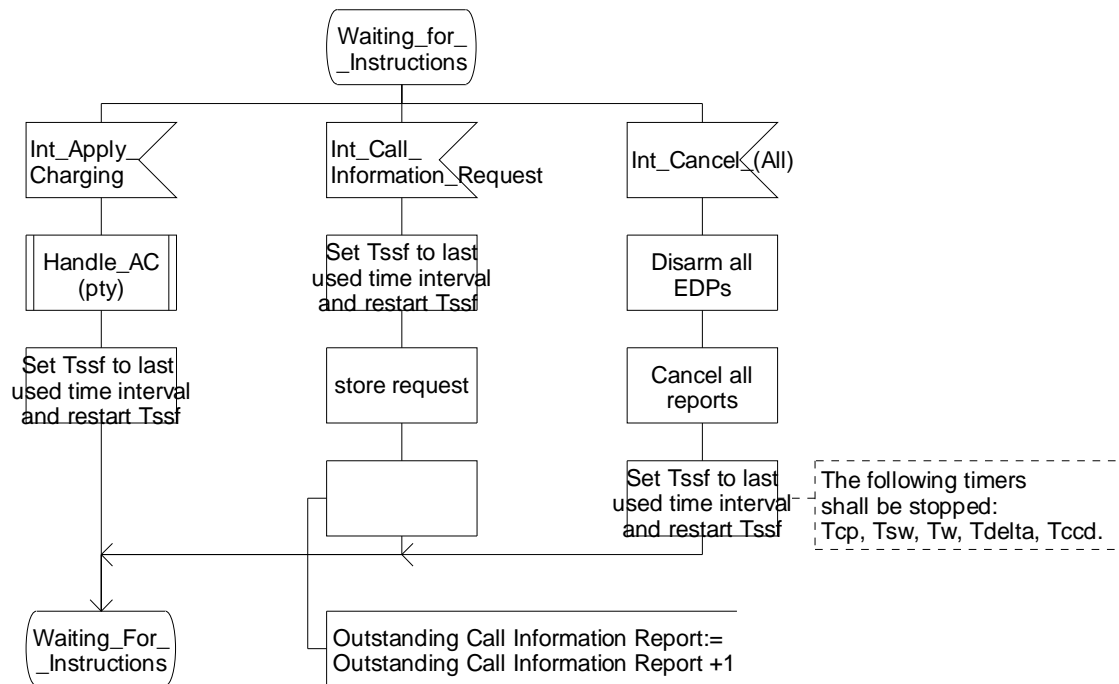 Waiting_for_
_Instructions
Int_Apply_
Charging
Int_Call_
Information_Request
Int_Cancel_(All)
Handle_AC
(pty)
Set Tssf to last
used time interval
and restart Tssf
Disarm all
EDPs
Set Tssf to last
used time interval
and restart Tssf
store request
Cancel all
reports
Set Tssf to last
used time interval
and restart Tssf
The following timers
shall be stopped:
Tcp, Tsw, Tw, Tdelta, Tccd.
Waiting_For_
_Instructions
Outstanding Call Information Report:=
Outstanding Call Information Report +1